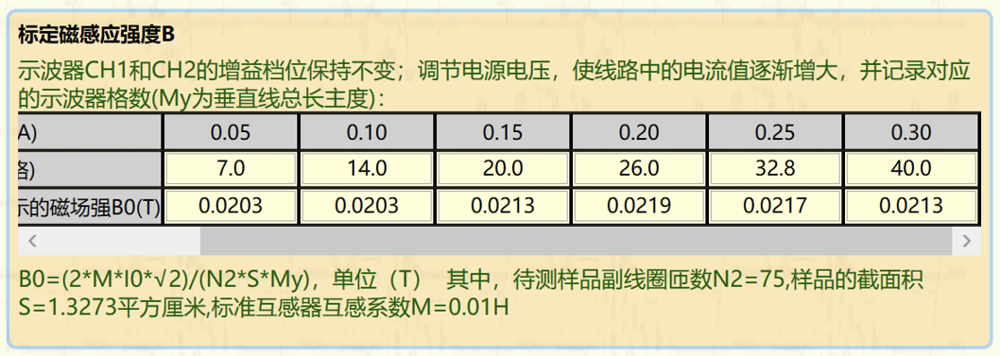 标定磁感应强度B
示波器CH1和CH2的增益档位保持不变；调节电源电压，使线路中的电流值逐渐增大，并记录对应
的示波器格数(My为垂直线总长主度)：
A) 0.05 0.10 0.15 0.20 0.25 0.30
格) 7.0 14.0 20.0 26.0 32.8 40.0
示的磁场强B0(T) 0.0203 0.0203 0.0213 0.0219 0.0217 0.0213
B0=(2*M*I0*√2)/(N2*S*My)，单位（T） 其中，待测样品副线圈匝数N2=75,样品的截面积
S=1.3273平方厘米,标准互感器互感系数M=0.01H